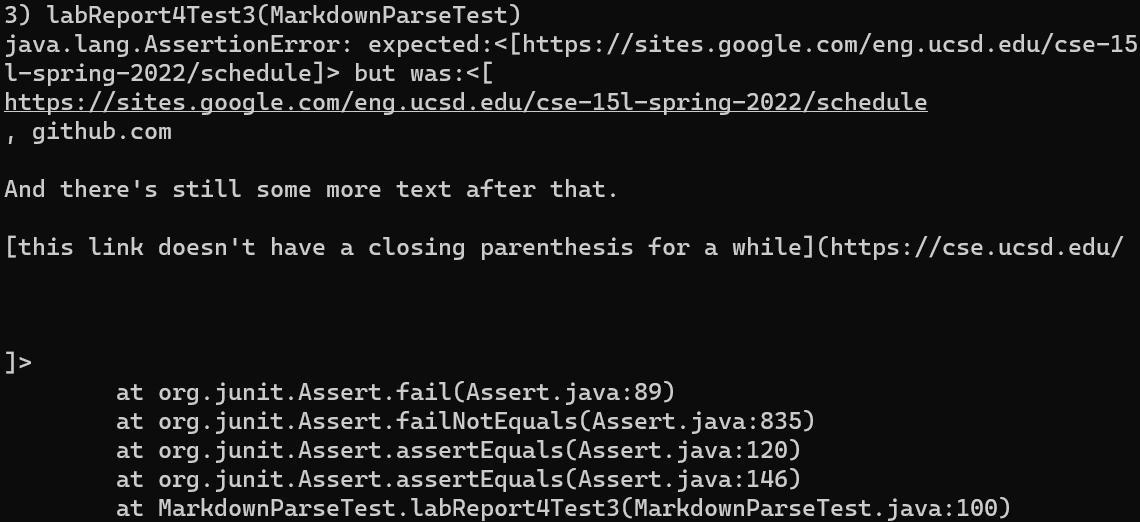 3) labReport4Test3(MarkdownParseTest)
java.lang.AssertionError: expected:<[https://sites.google.com/eng.ucsd.edu/cse-15
l-spring-2022/schedule]> but was:<[
https://sites.google.com/eng.ucsd.edu/cse-15l-spring-2022/schedule
, github.com
And there's still some more text after that.
[this link doesn't have a closing parenthesis for a while](https://cse.ucsd.edu/
]>
at org.junit.Assert.fail(Assert.java:89)
at org.junit.Assert.failNotEquals(Assert.java:835)
at org.junit.Assert.assertEquals(Assert.java:120)
at org.junit.Assert.assertEquals(Assert.java:146)
at MarkdownParseTest.labReport4Test3(MarkdownParseTest.java:100)